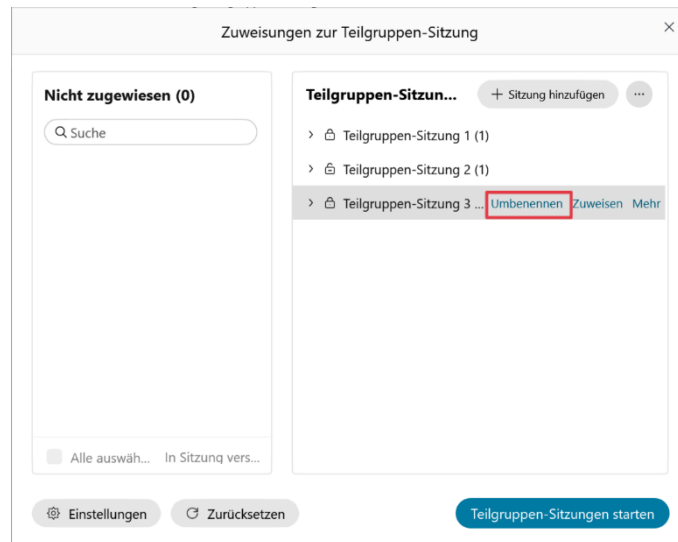 Zuweisungen zur Teilgruppen-Sitzung
Nicht zugewiesen (0)
Suche
Alle auswäh... In Sitzung vers...
Teilgruppen-Sitzun... + Sitzung hinzufügen ...
Teilgruppen-Sitzung 1 (1)
Teilgruppen-Sitzung 2 (1)
Teilgruppen-Sitzung 3 ... Umbenennen Zuweisen Mehr
Einstellungen Zurücksetzen Teilgruppen-Sitzungen starten